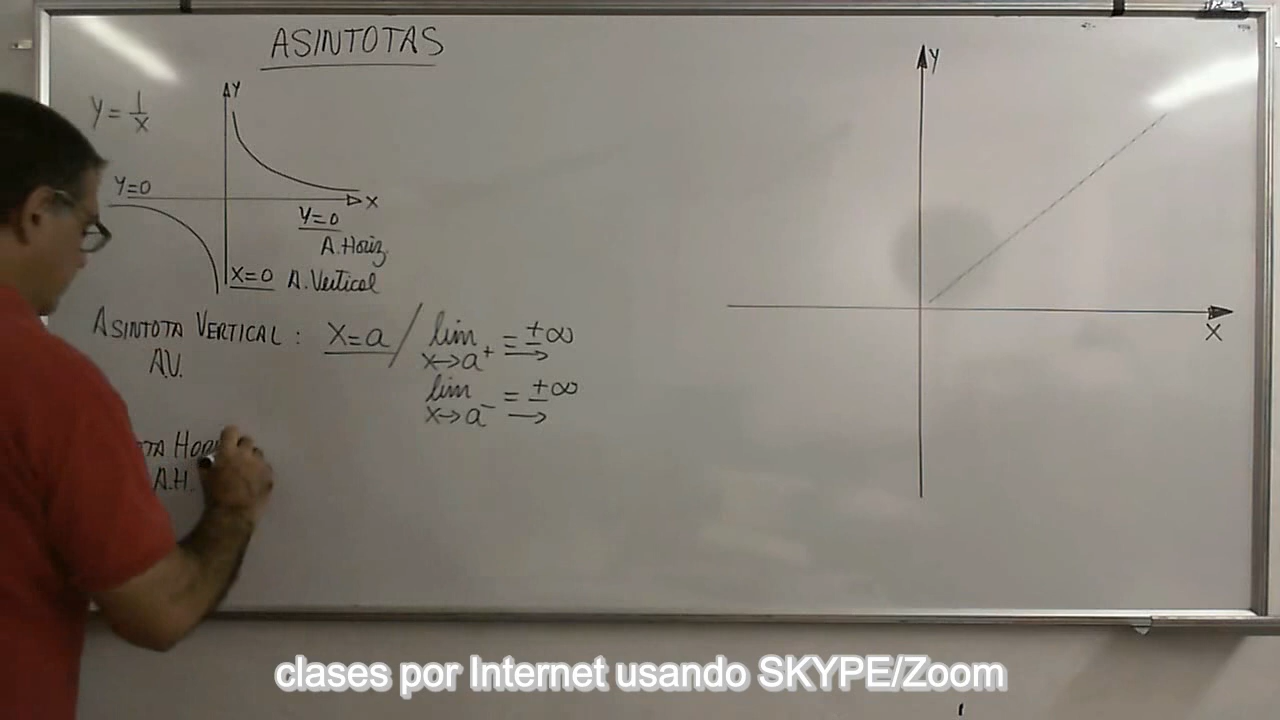 ASINTOTAS
y = 1/x
y
y=0
x
y=0
A. Horiz
x=0 A. Vertical
ASINTOTA VERTICAL: x=a / lim x→a⁺ = ±∞ →
A.V.
lim x→a⁻ = ±∞ →
A.H.
y
x
clases por Internet usando SKYPE/Zoom